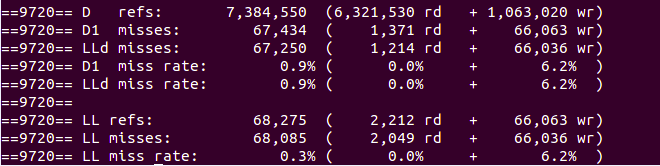 ==9720== D   refs:       7,384,550  (6,321,530 rd   + 1,063,020 wr)
==9720== D1  misses:        67,434  (    1,371 rd   +    66,063 wr)
==9720== LLd misses:        67,250  (    1,214 rd   +    66,036 wr)
==9720== D1  miss rate:        0.9% (      0.0%     +       6.2%  )
==9720== LLd miss rate:        0.9% (      0.0%     +       6.2%  )
==9720==
==9720== LL refs:           68,275  (    2,212 rd   +    66,063 wr)
==9720== LL misses:         68,085  (    2,049 rd   +    66,036 wr)
==9720== LL miss rate:         0.3% (      0.0%     +       6.2%  )